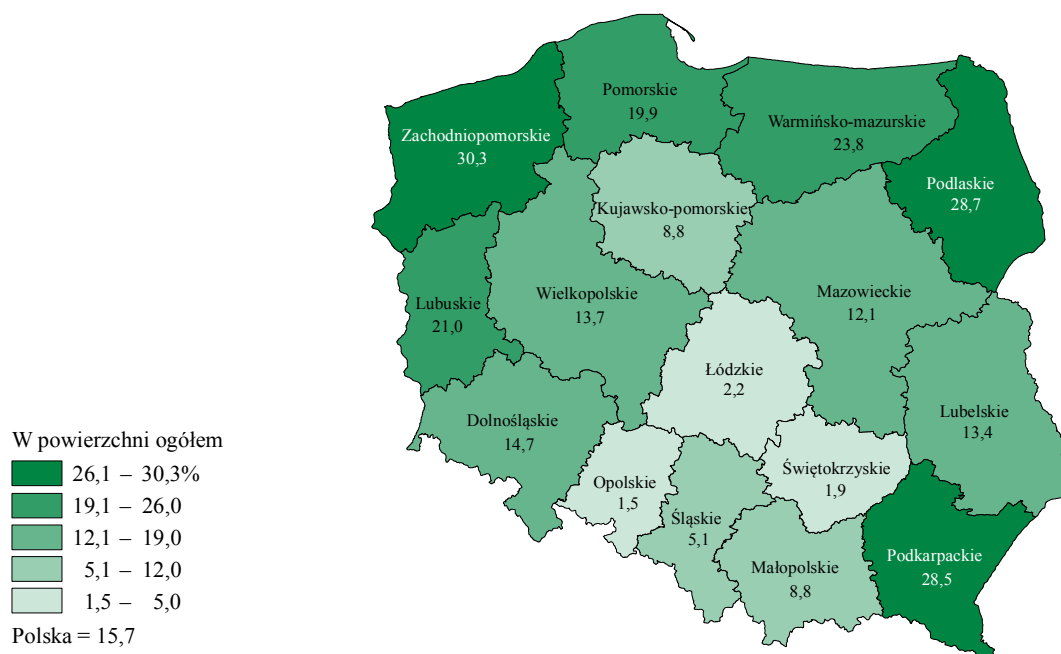 Pomorskie
19,9
Warmińsko-mazurskie
23,8
Zachodniopomorskie
30,3
Podlaskie
28,7
Kujawsko-pomorskie
8,8
Lubuskie
21,0
Wielkopolskie
13,7
Mazowieckie
12,1
Łódzkie
2,2
Dolnośląskie
14,7
Lubelskie
13,4
Opolskie
1,5
Śląskie
5,1
Świętokrzyskie
1,9
Małopolskie
8,8
Podkarpackie
28,5
W powierzchni ogółem
26,1 – 30,3%
19,1 – 26,0
12,1 – 19,0
5,1 – 12,0
1,5 – 5,0
Polska = 15,7